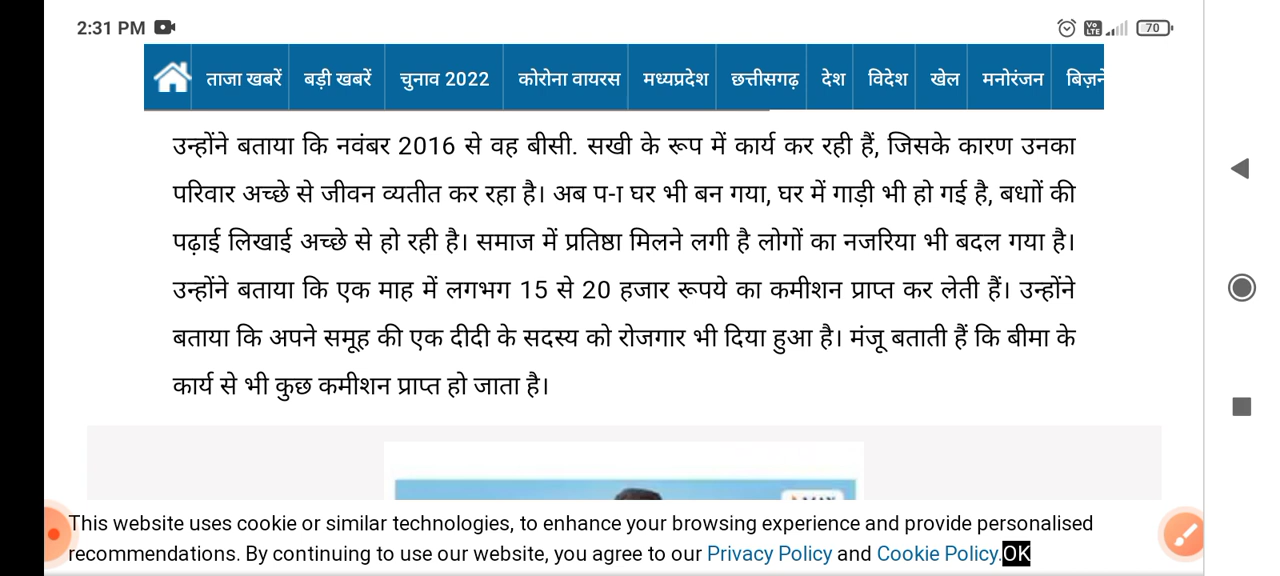 2:31 PM
70
ताजा खबरें बड़ी खबरें चुनाव 2022 कोरोना वायरस मध्यप्रदेश छत्तीसगढ़ देश विदेश खेल मनोरंजन बिज़ने
उन्होंने बताया कि नवंबर 2016 से वह बीसी. सखी के रूप में कार्य कर रही हैं, जिसके कारण उनका
परिवार अच्छे से जीवन व्यतीत कर रहा है। अब प-ा घर भी बन गया, घर में गाड़ी भी हो गई है, बधाों की
पढ़ाई लिखाई अच्छे से हो रही है। समाज में प्रतिष्ठा मिलने लगी है लोगों का नजरिया भी बदल गया है।
उन्होंने बताया कि एक माह में लगभग 15 से 20 हजार रूपये का कमीशन प्राप्त कर लेती हैं। उन्होंने
बताया कि अपने समूह की एक दीदी के सदस्य को रोजगार भी दिया हुआ है। मंजू बताती हैं कि बीमा के
कार्य से भी कुछ कमीशन प्राप्त हो जाता है।
This website uses cookie or similar technologies, to enhance your browsing experience and provide personalised
recommendations. By continuing to use our website, you agree to our Privacy Policy and Cookie Policy.OK